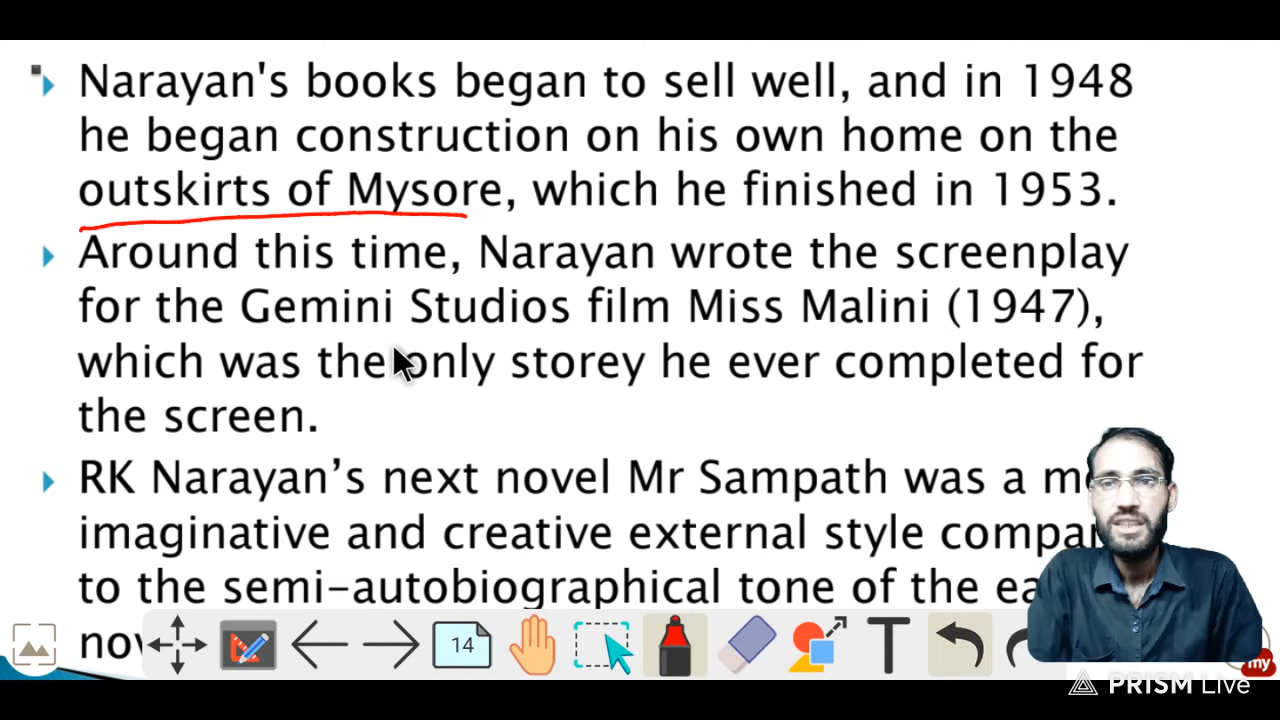 Narayan's books began to sell well, and in 1948
he began construction on his own home on the
outskirts of Mysore, which he finished in 1953.
Around this time, Narayan wrote the screenplay
for the Gemini Studios film Miss Malini (1947),
which was the only storey he ever completed for
the screen.
RK Narayan’s next novel Mr Sampath was a
imaginative and creative external style
to the semi-autobiographical tone of the
14
T
my
PRISM Live